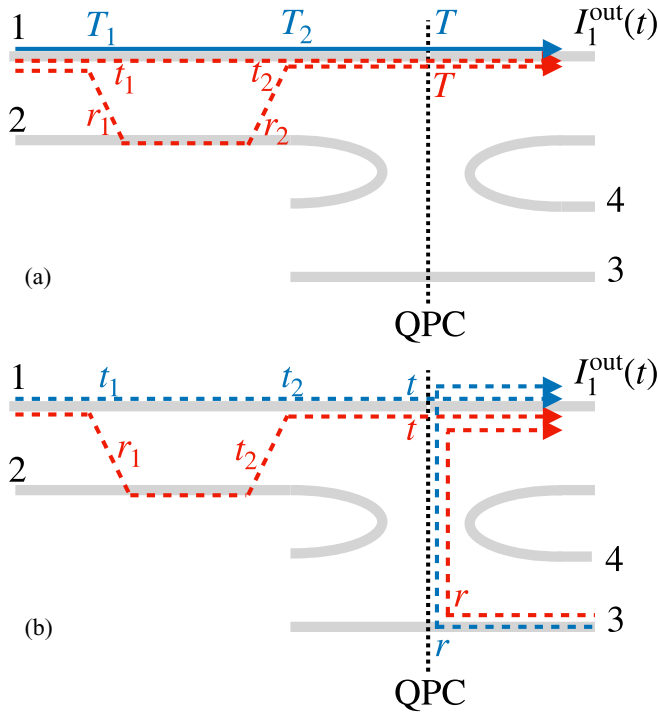 1 T₁ T₂ T I₁ᵒᵘᵗ(t)
t₁ t₂ T
2 r₁ r₂
4
(a) 3
QPC
1 t₁ t₂ t I₁ᵒᵘᵗ(t)
r₁ t₂ t
2
4
r 3
(b) r
QPC